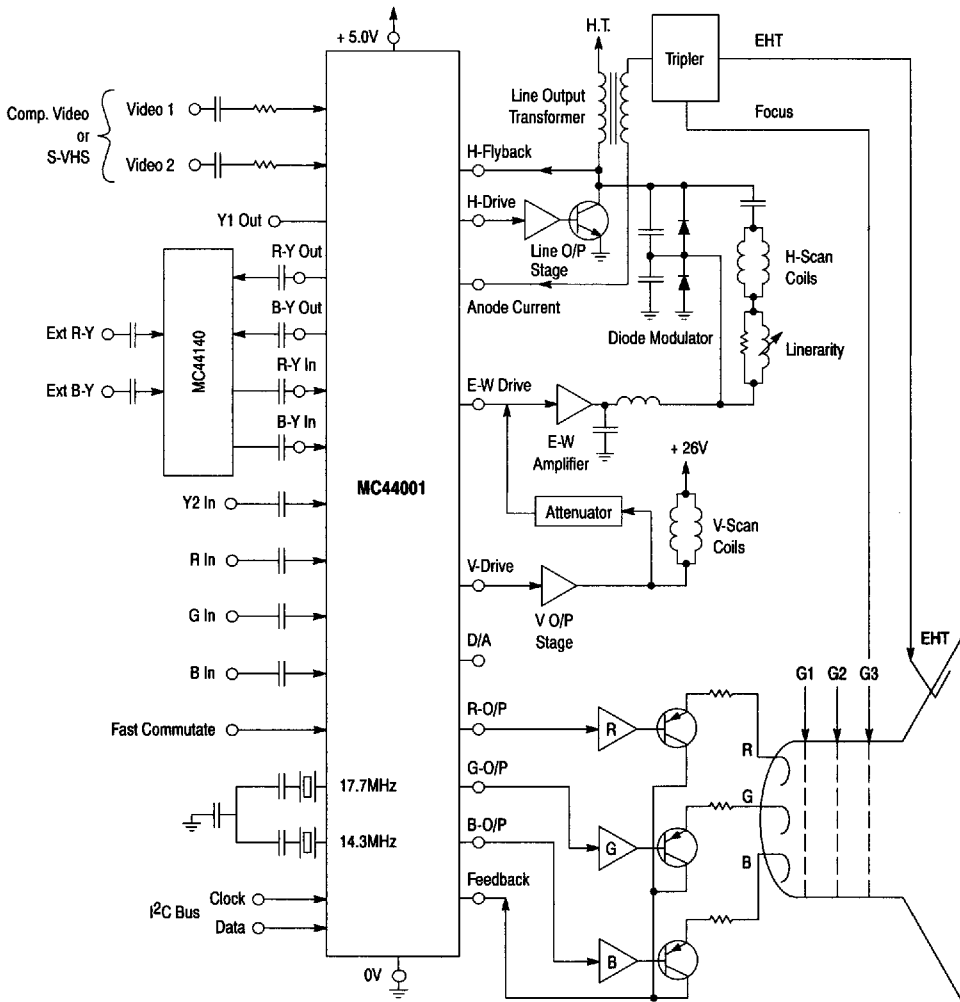 + 5.0V
Comp. Video
or
S-VHS
Video 1
Video 2
Y1 Out
R-Y Out
B-Y Out
R-Y In
B-Y In
Ext R-Y
Ext B-Y
MC44140
Y2 In
R In
G In
B In
Fast Commutate
17.7MHz
14.3MHz
I2C Bus
Clock
Data
0V
MC44001
H.T.
Line Output
Transformer
Tripler
EHT
Focus
H-Flyback
H-Drive
Line O/P
Stage
Anode Current
Diode Modulator
H-Scan
Coils
Linerarity
E-W Drive
E-W
Amplifier
Attenuator
+ 26V
V-Scan
Coils
V-Drive
V O/P
Stage
D/A
R-O/P
G-O/P
B-O/P
Feedback
R
G
B
R
G
B
G1 G2 G3
EHT